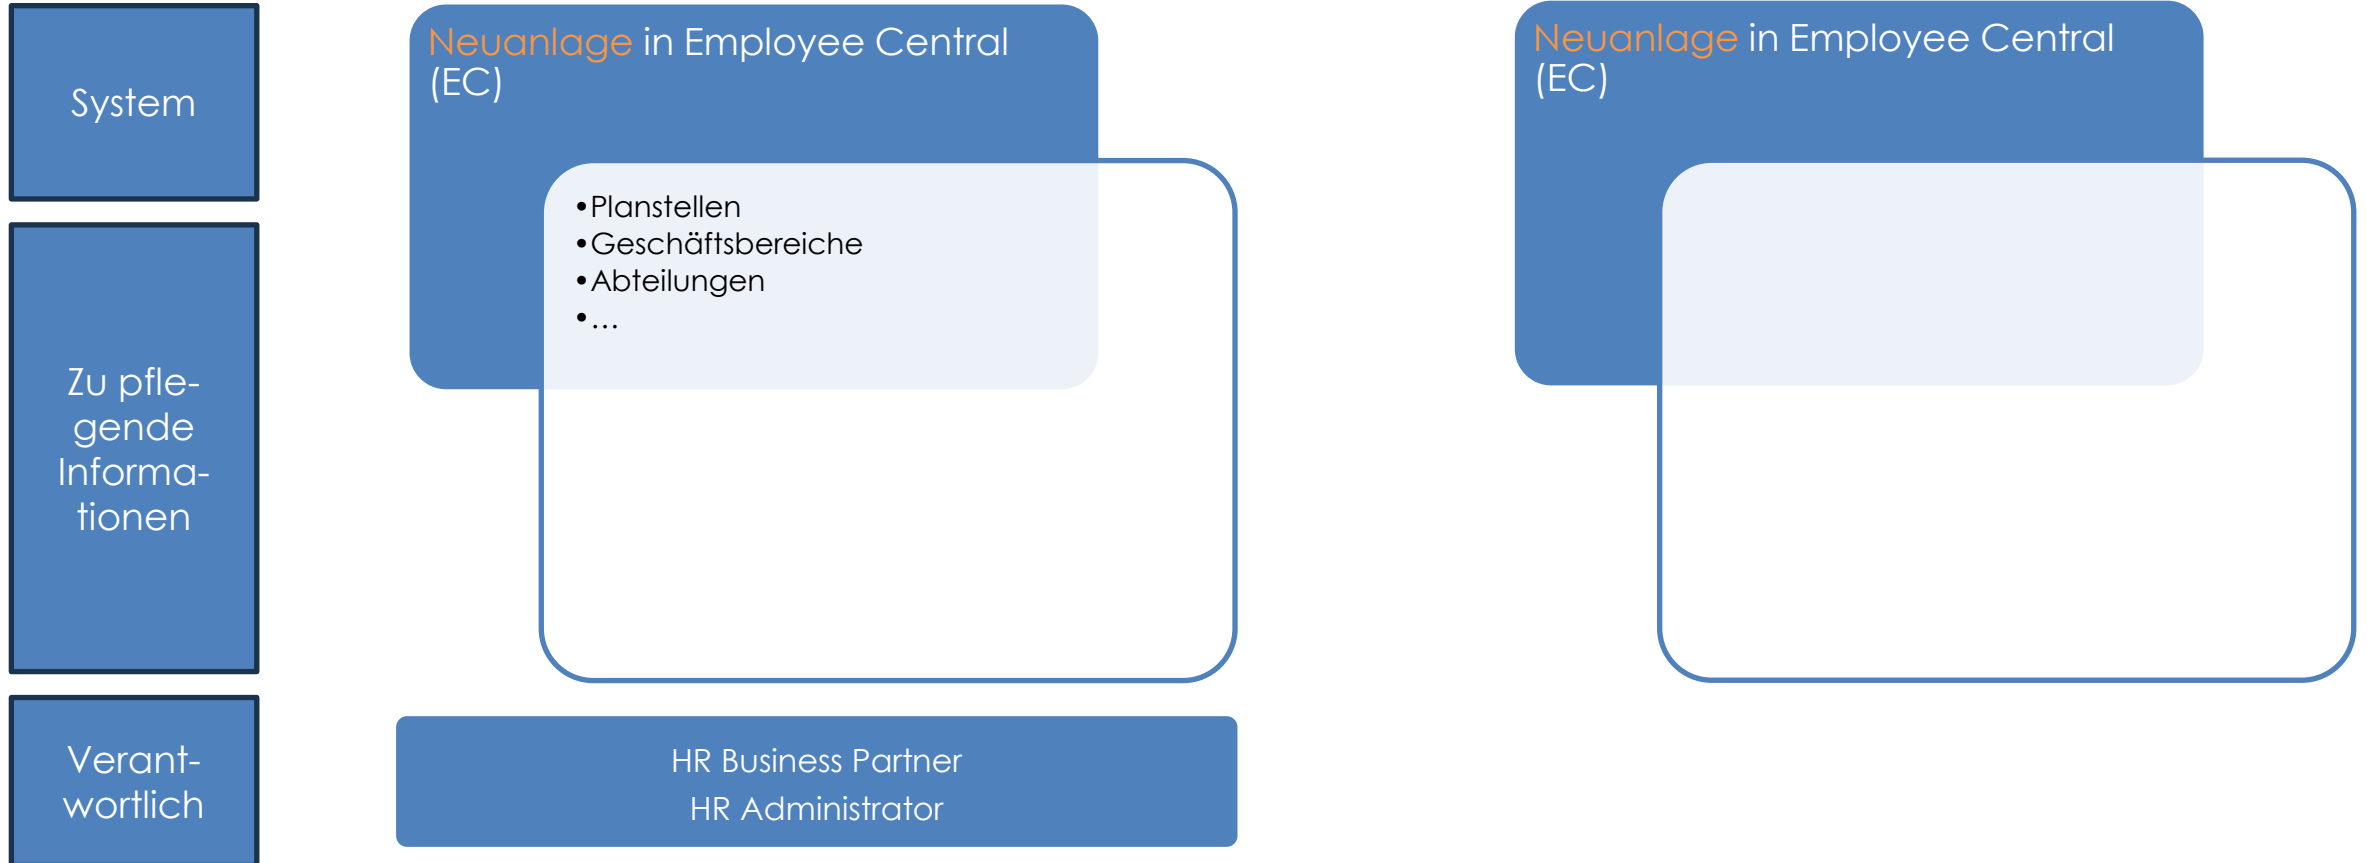 System
Neuanlage in Employee Central
(EC)
Neuanlage in Employee Central
(EC)
Zu pfle-
gende
Informa-
tionen
•Planstellen
•Geschäftsbereiche
•Abteilungen
•…
Verant-
wortlich
HR Business Partner
HR Administrator